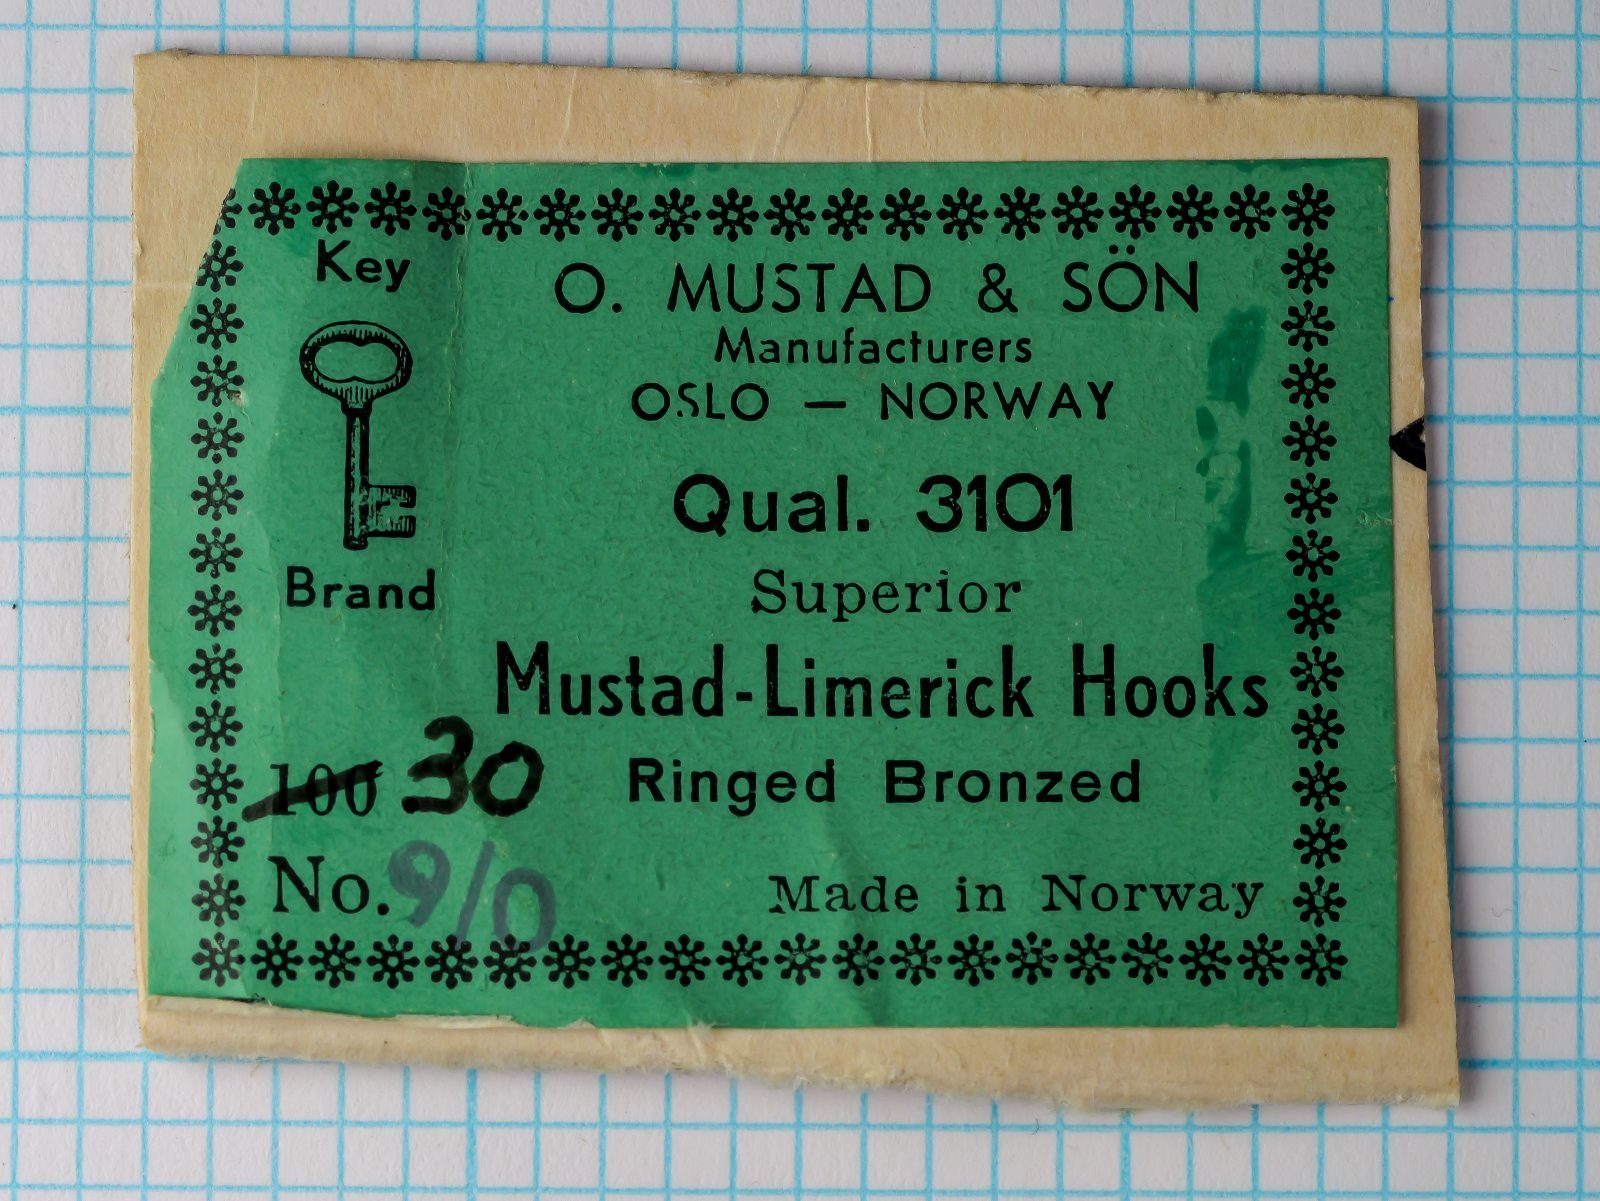 Key
Brand
O. MUSTAD & SÖN
Manufacturers
OSLO — NORWAY
Qual. 3101
Superior
Mustad-Limerick Hooks
Ringed Bronzed
100 30
No. 9/0
Made in Norway